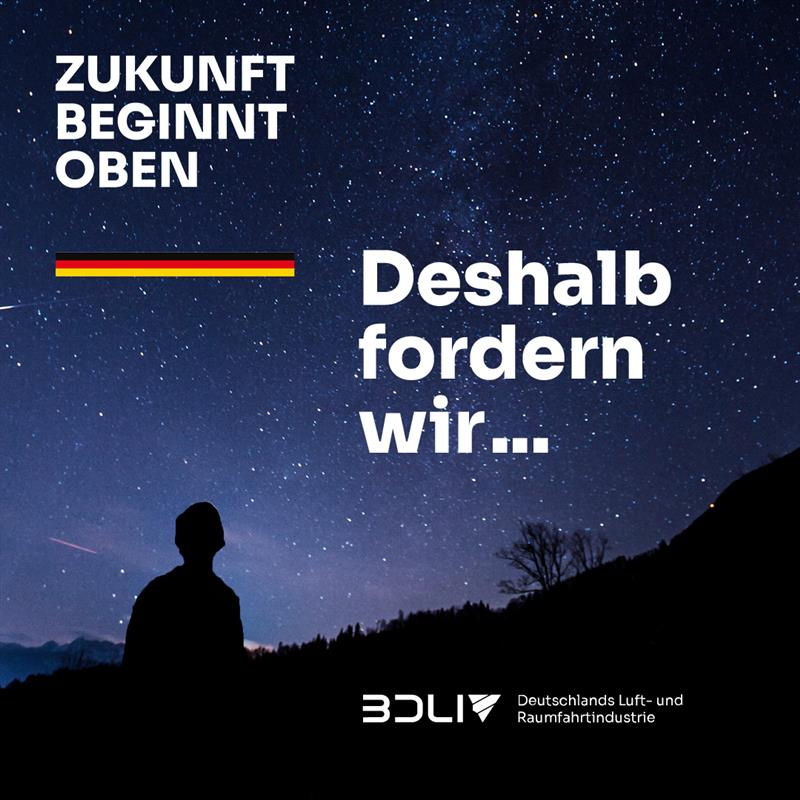 ZUKUNFT
BEGINNT
OBEN
Deshalb
fordern
wir...
BDLI
Deutschlands Luft- und
Raumfahrtindustrie